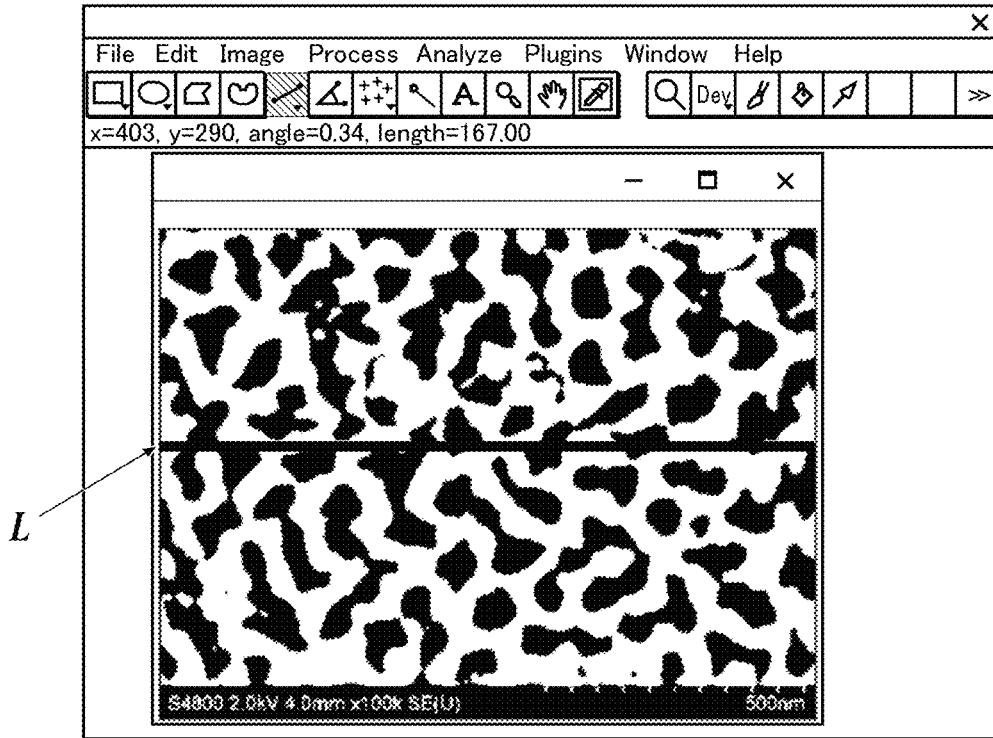 File Edit Image Process Analyze Plugins Window Help
A Dev. >>
x=403, y=290, angle=0.34, length=167.00
L
S4800 2.0kV 4.0mm x100k SE(U) 500nm